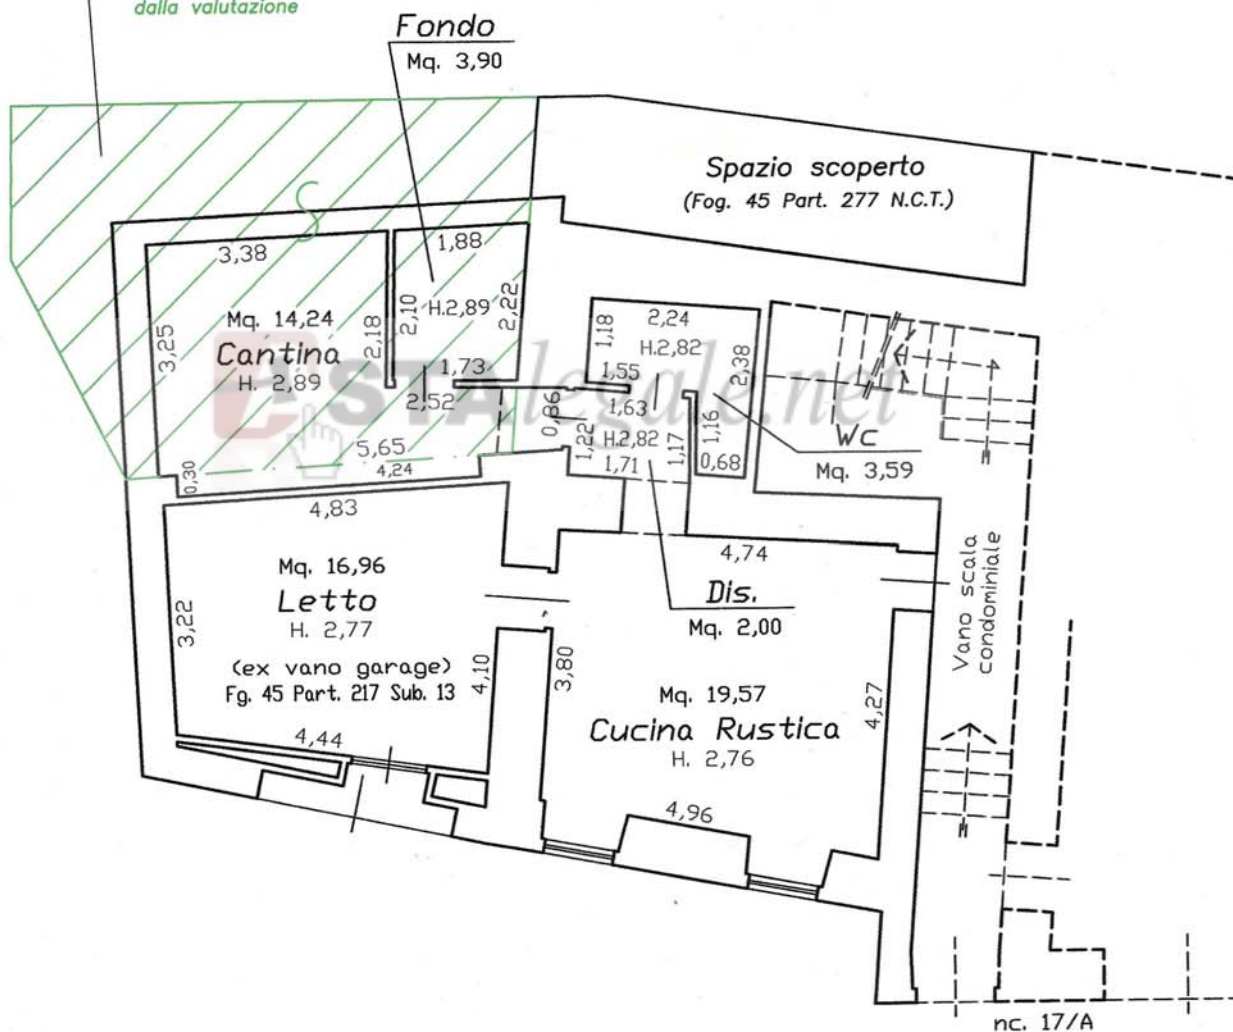 dalla valutazione
Fondo
Mq. 3,90
Spazio scoperto
(Fog. 45 Part. 277 N.C.T.)
3,38
1,88
Mq. 14,24
Cantina
H. 2,89
3,25
2,18
2,10
H.2,89
2,22
1,73
2,52
5,65
4,24
0,30
ASTAlegale.net
1,18
2,24
H.2,82
1,55
2,38
0,86
1,63
1,22
H.2,82
1,17
1,16
1,71
0,68
WC
Mq. 3,59
4,83
Mq. 16,96
Letto
H. 2,77
3,22
(ex vano garage)
Fg. 45 Part. 217 Sub. 13
4,10
4,44
4,74
Dis.
Mq. 2,00
3,80
Mq. 19,57
Cucina Rustica
H. 2,76
4,27
4,96
Vano scala
condominiale
nc. 17/A